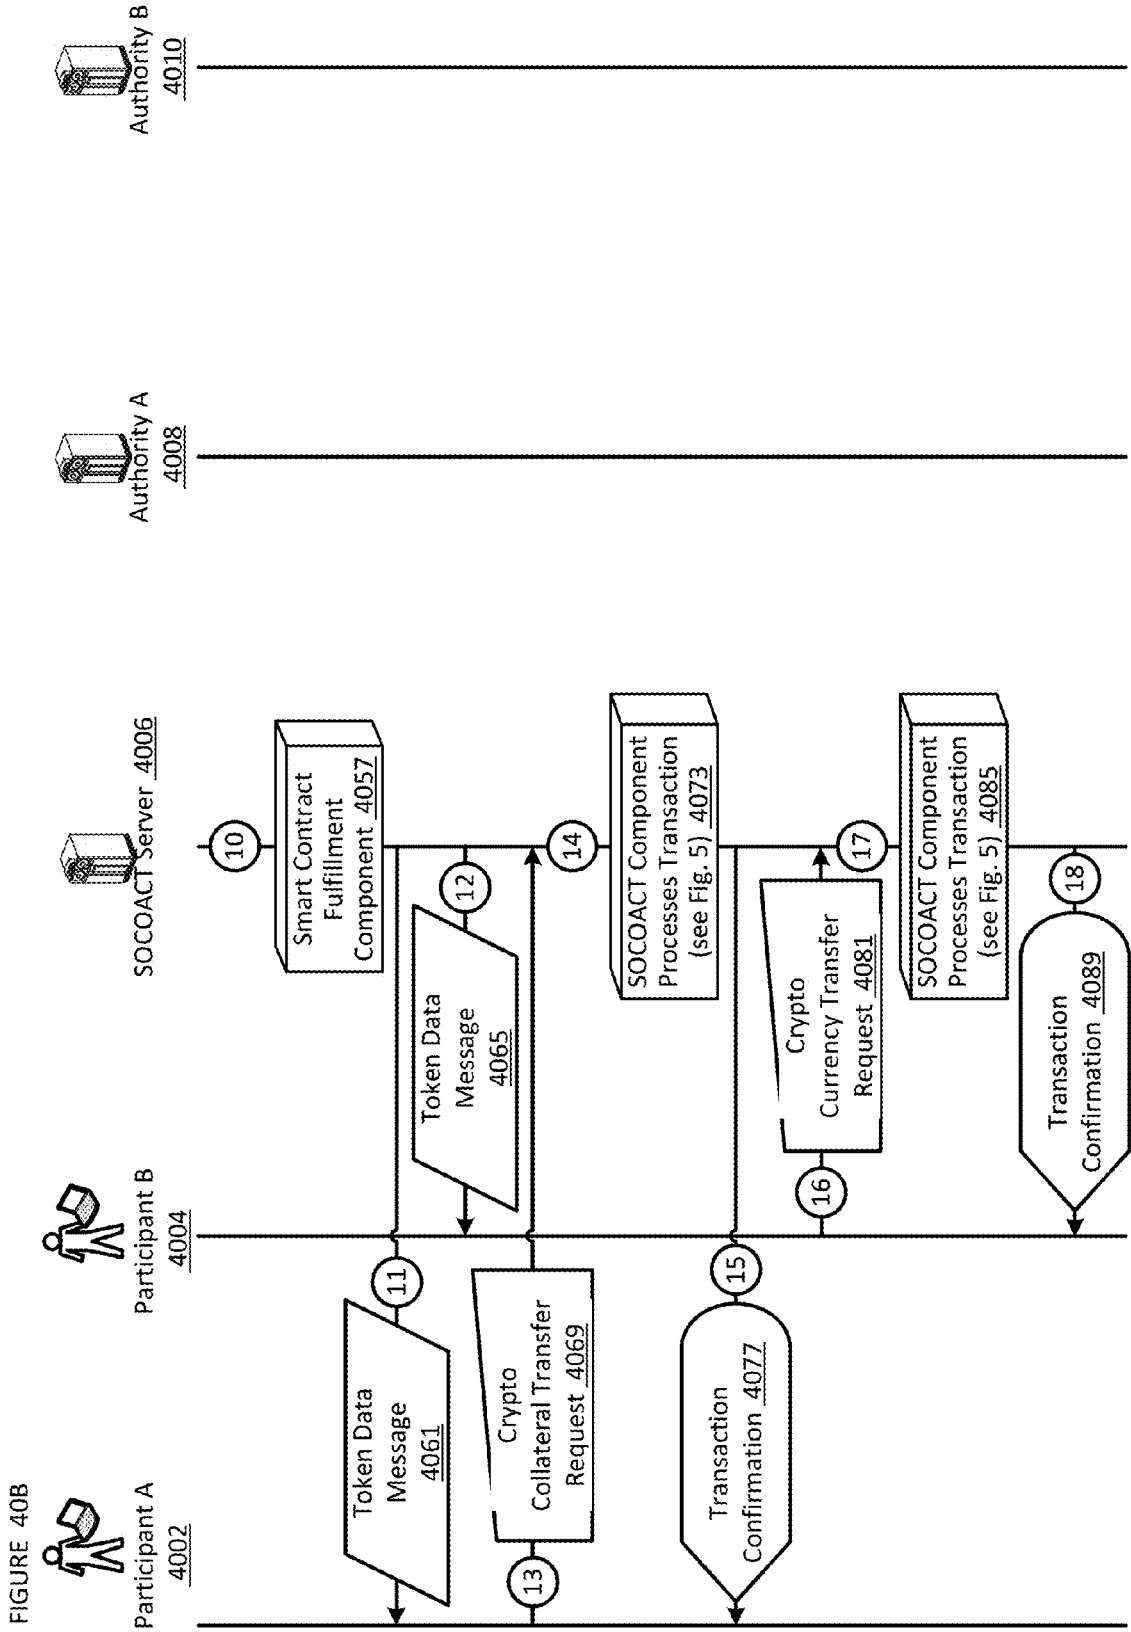 FIGURE 40B
Participant A
4002
Participant B
4004
SOCOACT Server 4006
Authority A
4008
Authority B
4010
10
Smart Contract
Fulfillment
Component 4057
11
Token Data
Message
4061
12
Token Data
Message
4065
13
Crypto
Collateral Transfer
Request 4069
14
SOCOACT Component
Processes Transaction
(see Fig. 5) 4073
15
Transaction
Confirmation 4077
16
Crypto
Currency Transfer
Request 4081
17
SOCOACT Component
Processes Transaction
(see Fig. 5) 4085
18
Transaction
Confirmation 4089